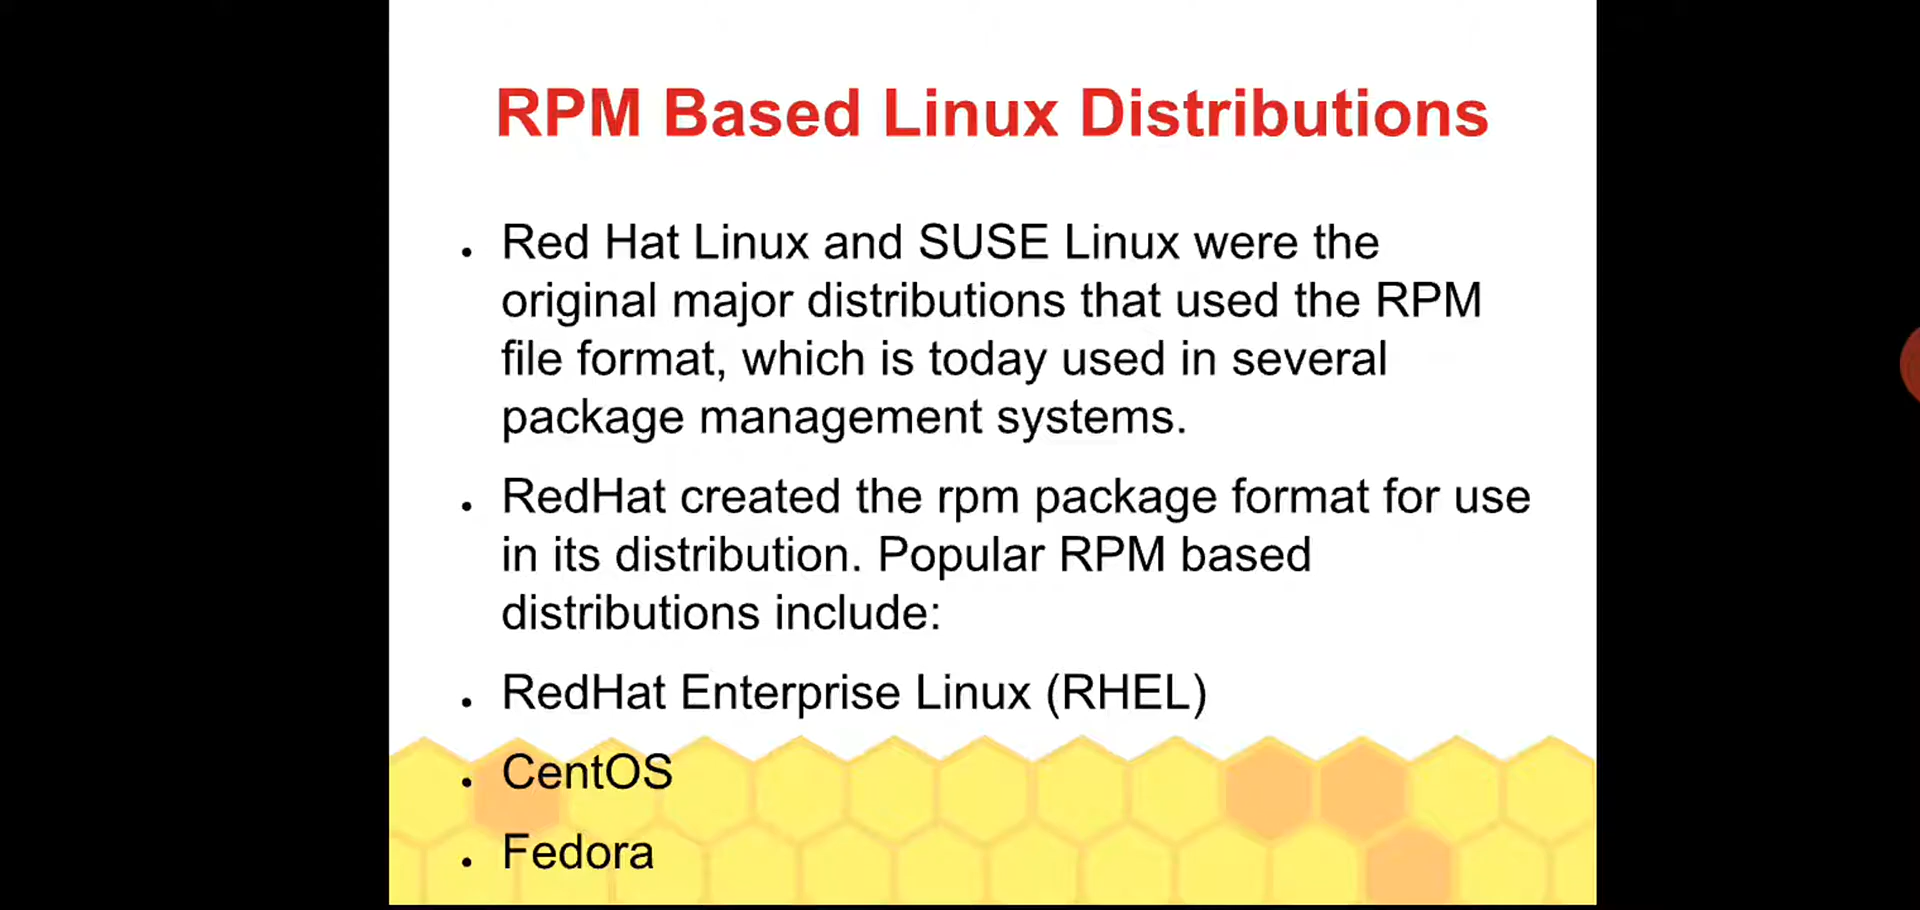 RPM Based Linux Distributions
• Red Hat Linux and SUSE Linux were the
original major distributions that used the RPM
file format, which is today used in several
package management systems.
• RedHat created the rpm package format for use
in its distribution. Popular RPM based
distributions include:
• RedHat Enterprise Linux (RHEL)
• CentOS
• Fedora